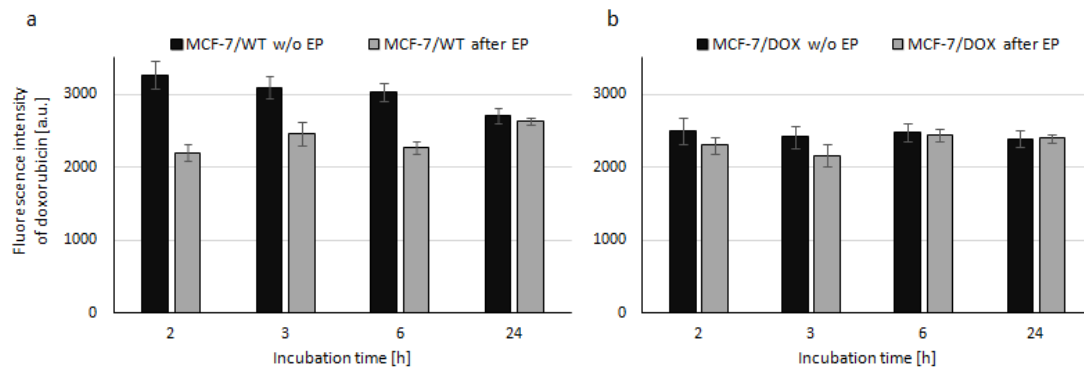 a
MCF-7/WT w/o EP
MCF-7/WT after EP
Fluorescence intensity
of doxorubicin [a.u.]
3000
2000
1000
0
2
3
6
24
Incubation time [h]
b
MCF-7/DOX w/o EP
MCF-7/DOX after EP
3000
2000
1000
0
2
3
6
24
Incubation time [h]